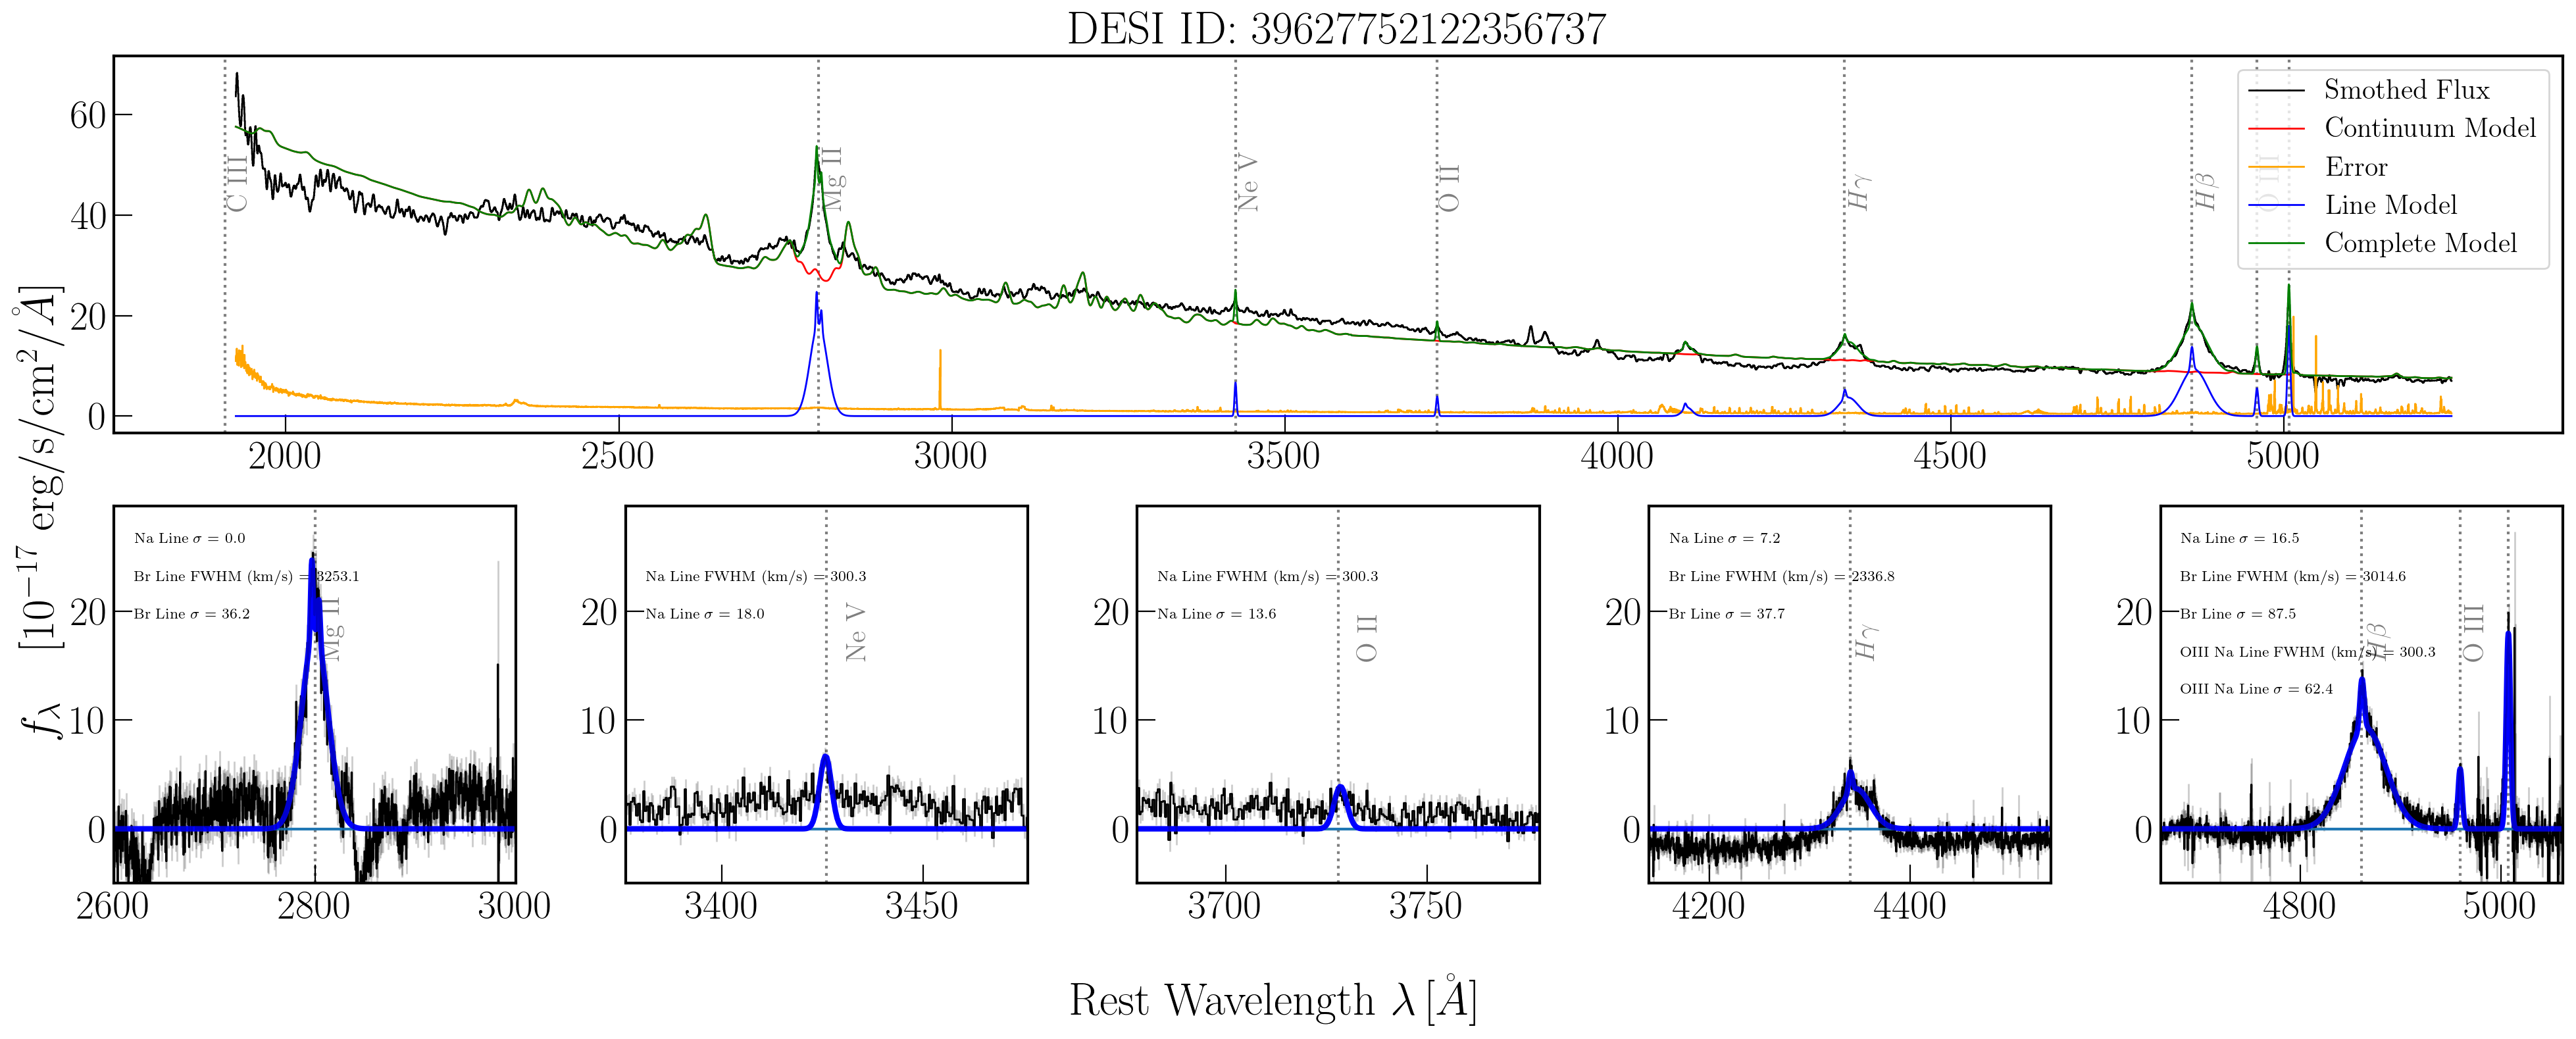 DESI ID: 39627752122356737
Smothed Flux
Continuum Model
Error
Line Model
Complete Model
C III
Mg II
Ne V
O II
Hγ
Hβ
O III
60
40
20
0
2000
2500
3000
3500
4000
4500
5000
f_λ [10^{-17} erg/s/cm²/Å]
Na Line σ = 0.0
Br Line FWHM (km/s) = 3253.1
Br Line σ = 36.2
Mg II
20
10
0
2600
2800
3000
Na Line FWHM (km/s) = 300.3
Na Line σ = 18.0
Ne V
20
10
0
3400
3450
Na Line FWHM (km/s) = 300.3
Na Line σ = 13.6
O II
20
10
0
3700
3750
Na Line σ = 7.2
Br Line FWHM (km/s) = 2336.8
Br Line σ = 37.7
Hγ
20
10
0
4200
4400
Na Line σ = 16.5
Br Line FWHM (km/s) = 3014.6
Br Line σ = 87.5
OIII Na Line FWHM (km/s) = 300.3
OIII Na Line σ = 62.4
Hβ
O III
20
10
0
4800
5000
Rest Wavelength λ [Å]